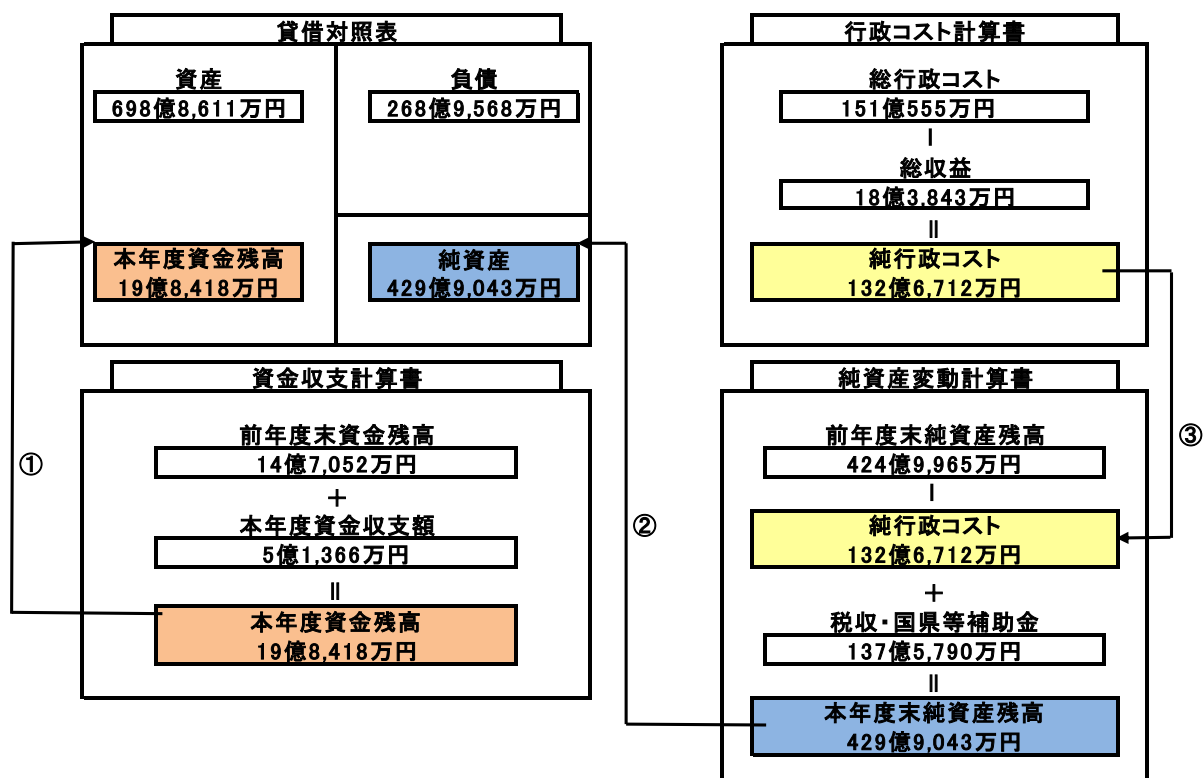 貸借対照表
資産
698億8,611万円
負債
268億9,568万円
本年度資金残高
19億8,418万円
純資産
429億9,043万円
行政コスト計算書
総行政コスト
151億555万円
－
総収益
18億3,843万円
＝
純行政コスト
132億6,712万円
資金収支計算書
前年度末資金残高
14億7,052万円
＋
本年度資金収支額
5億1,366万円
＝
本年度資金残高
19億8,418万円
純資産変動計算書
前年度末純資産残高
424億9,965万円
－
純行政コスト
132億6,712万円
＋
税収・国県等補助金
137億5,790万円
＝
本年度末純資産残高
429億9,043万円
①
②
③